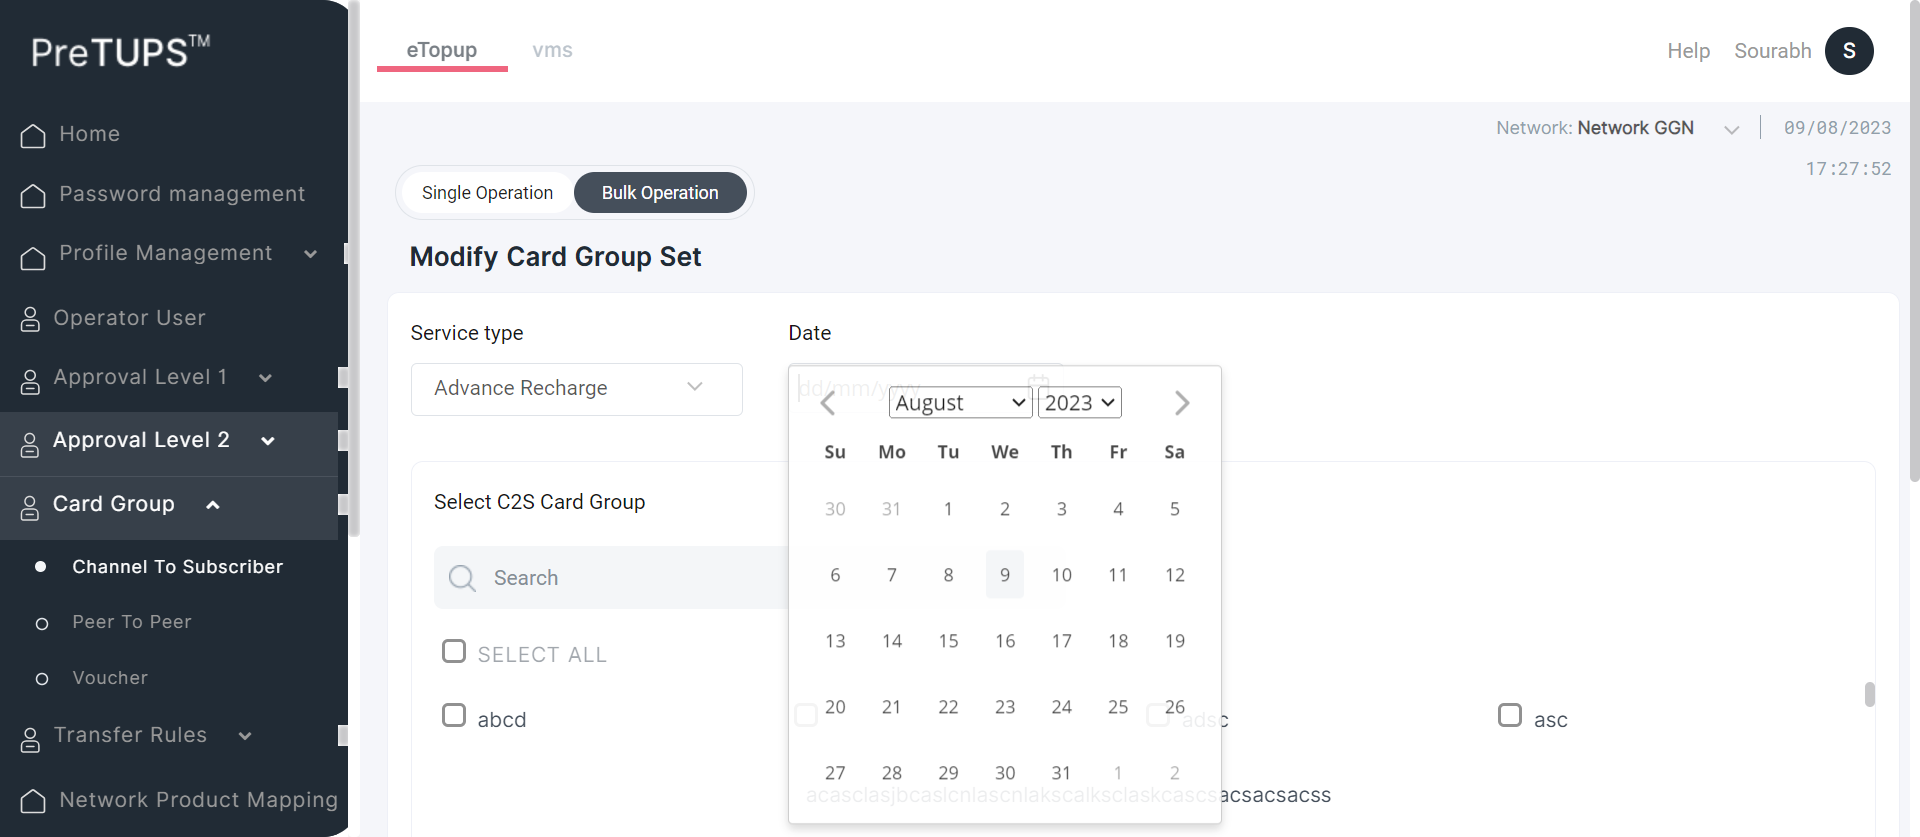 PreTUPS™
Home
Password management
Profile Management
Operator User
Approval Level 1
Approval Level 2
Card Group
Channel To Subscriber
Peer To Peer
Voucher
Transfer Rules
Network Product Mapping
eTopup vms
Help Sourabh S
Network: Network GGN 09/08/2023
17:27:52
Single Operation Bulk Operation
Modify Card Group Set
Service type
Advance Recharge
Date
dd/mm/yyyy
August 2023
Su Mo Tu We Th Fr Sa
30 31 1 2 3 4 5
6 7 8 9 10 11 12
13 14 15 16 17 18 19
20 21 22 23 24 25 26
27 28 29 30 31 1 2
Select C2S Card Group
Search
SELECT ALL
abcd
adsc
asc
acasclasjbcaslcnlascnlakscalksclaskcascsacsacsacss